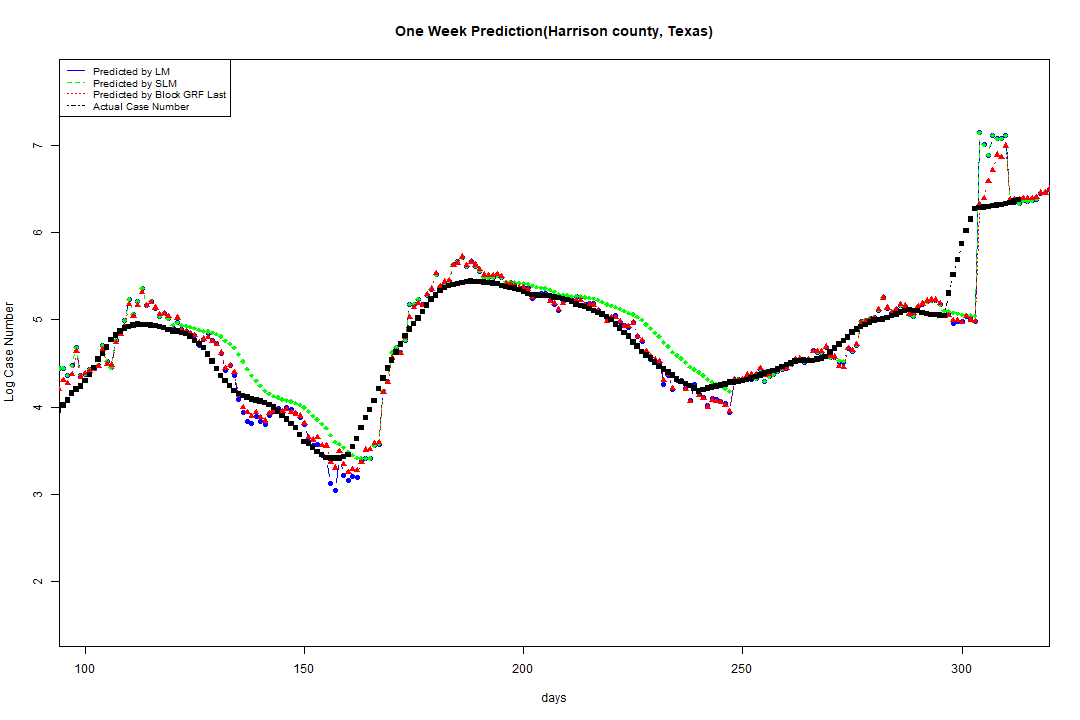 One Week Prediction(Harrison county, Texas)
Predicted by LM
Predicted by SLM
Predicted by Block GRF Last
Actual Case Number
Log Case Number
7
6
5
4
3
2
100 150 200 250 300
days